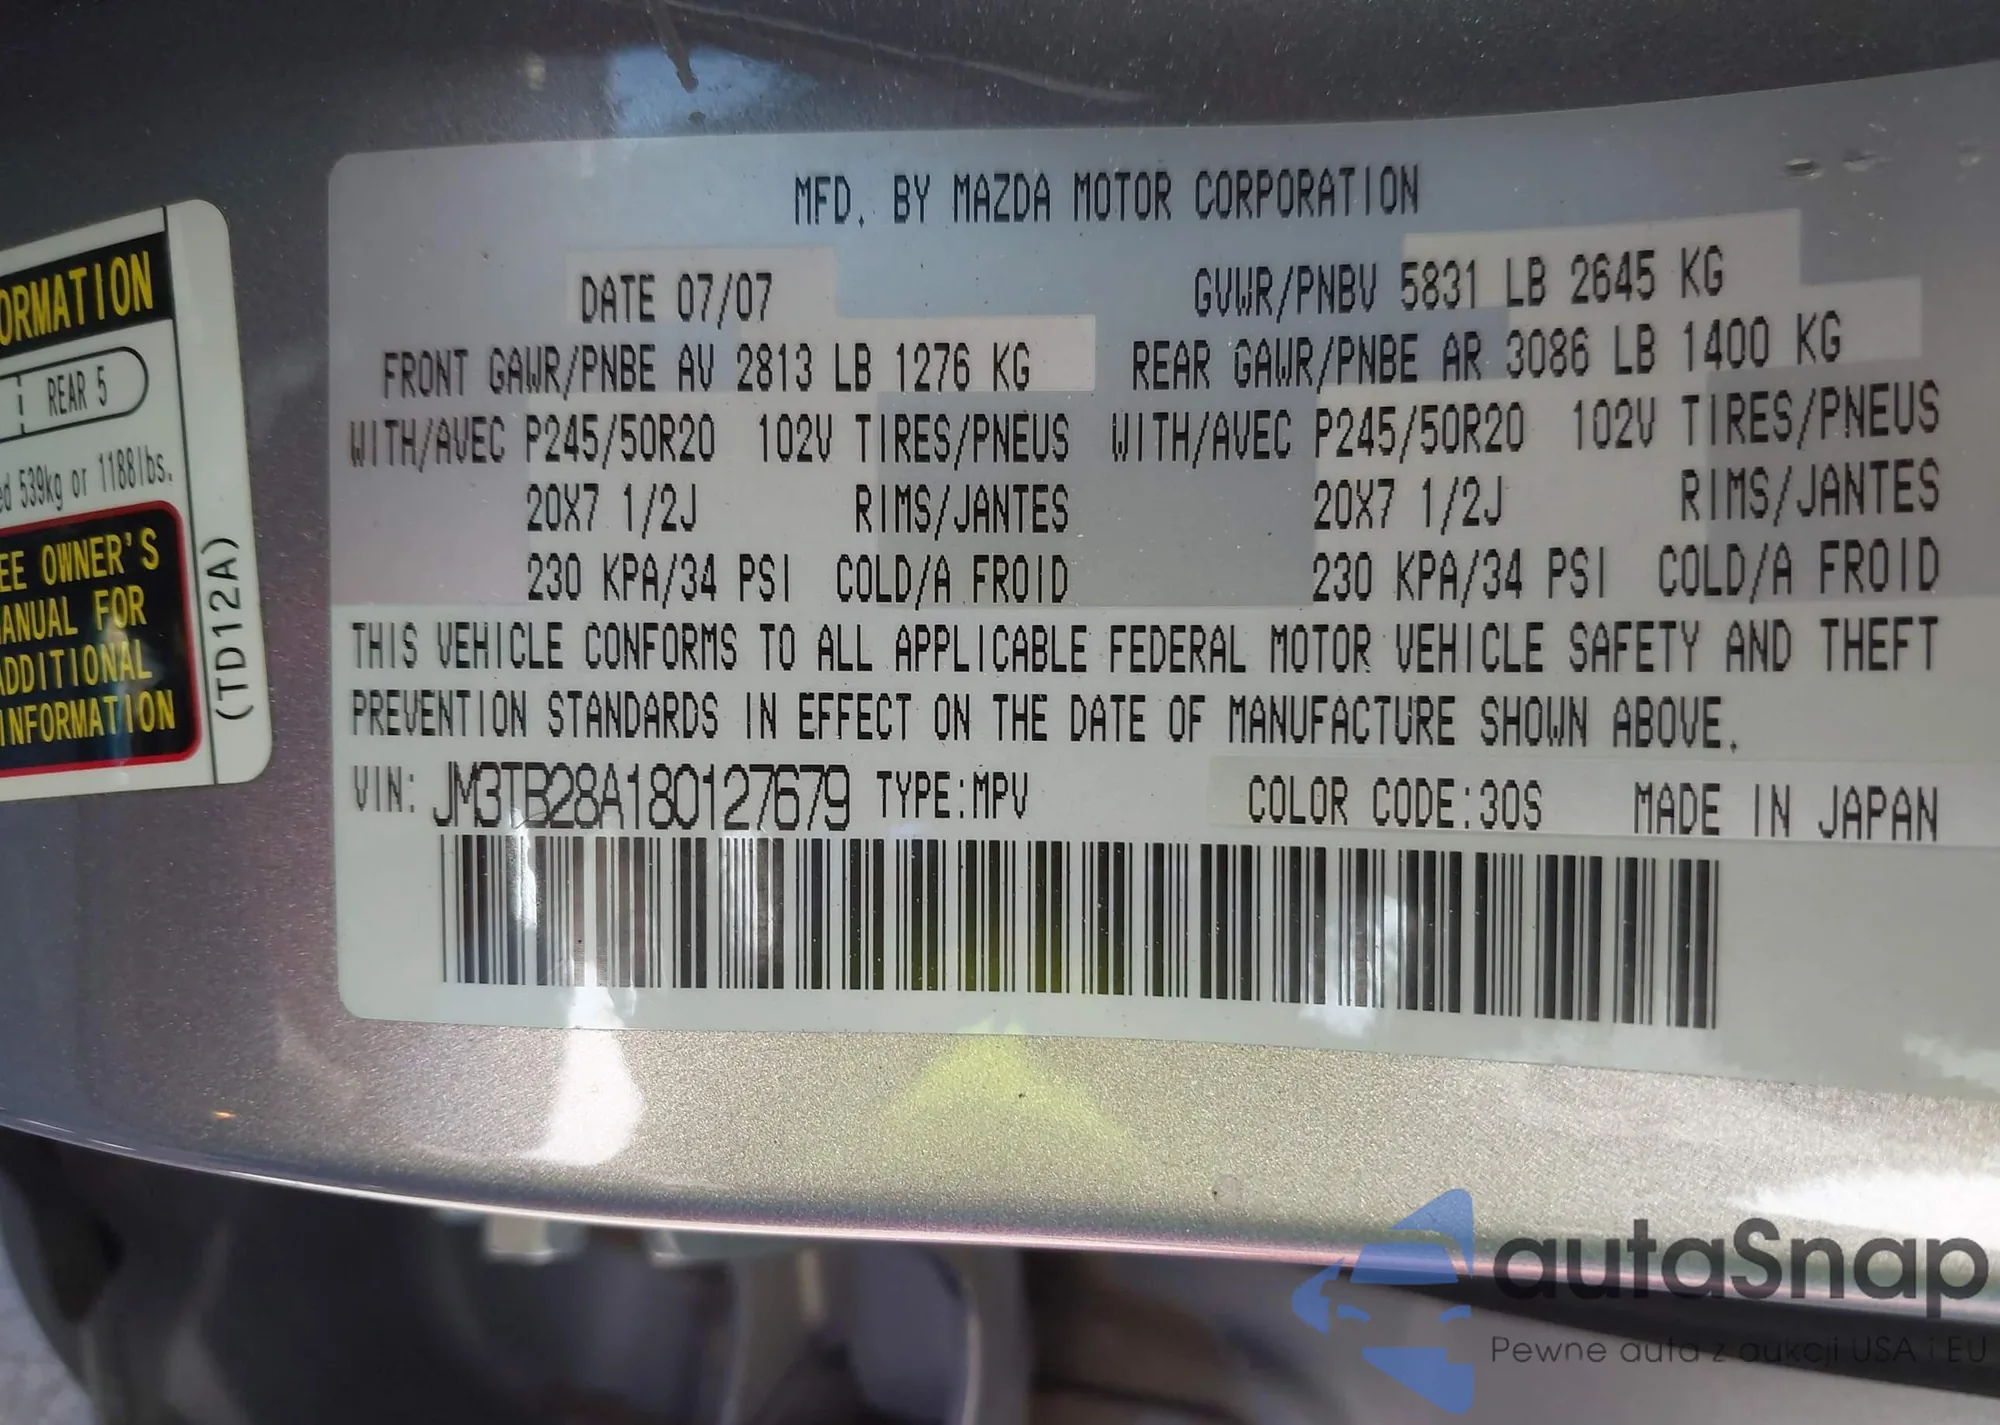 ORMATION
REAR 5
ed 539kg or 1188lbs.
EE OWNER'S
ANUAL FOR
ADDITIONAL
INFORMATION
(TD12A)
MFD. BY MAZDA MOTOR CORPORATION
DATE 07/07 GVWR/PNBV 5831 LB 2645 KG
FRONT GAWR/PNBE AV 2813 LB 1276 KG REAR GAWR/PNBE AR 3086 LB 1400 KG
WITH/AVEC P245/50R20 102V TIRES/PNEUS WITH/AVEC P245/50R20 102V TIRES/PNEUS
20X7 1/2J RIMS/JANTES 20X7 1/2J RIMS/JANTES
230 KPA/34 PSI COLD/A FROID 230 KPA/34 PSI COLD/A FROID
THIS VEHICLE CONFORMS TO ALL APPLICABLE FEDERAL MOTOR VEHICLE SAFETY AND THEFT
PREVENTION STANDARDS IN EFFECT ON THE DATE OF MANUFACTURE SHOWN ABOVE.
VIN: JM3TB28A180127679 TYPE:MPV COLOR CODE:30S MADE IN JAPAN
autaSnap
Pewne auta z aukcji USA i EU